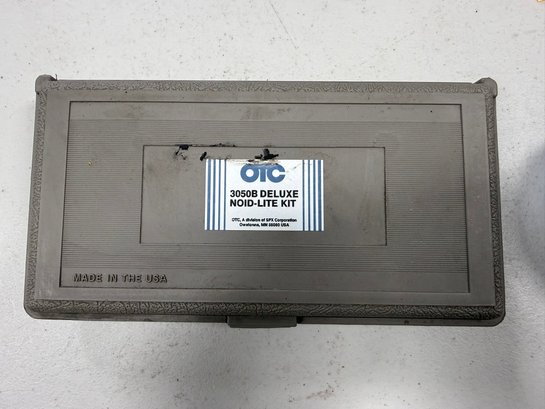 OTC
3050B DELUXE
NOID-LITE KIT
OTC, A division of SPX Corporation
Owatonna, MN 55060 USA
MADE IN THE USA